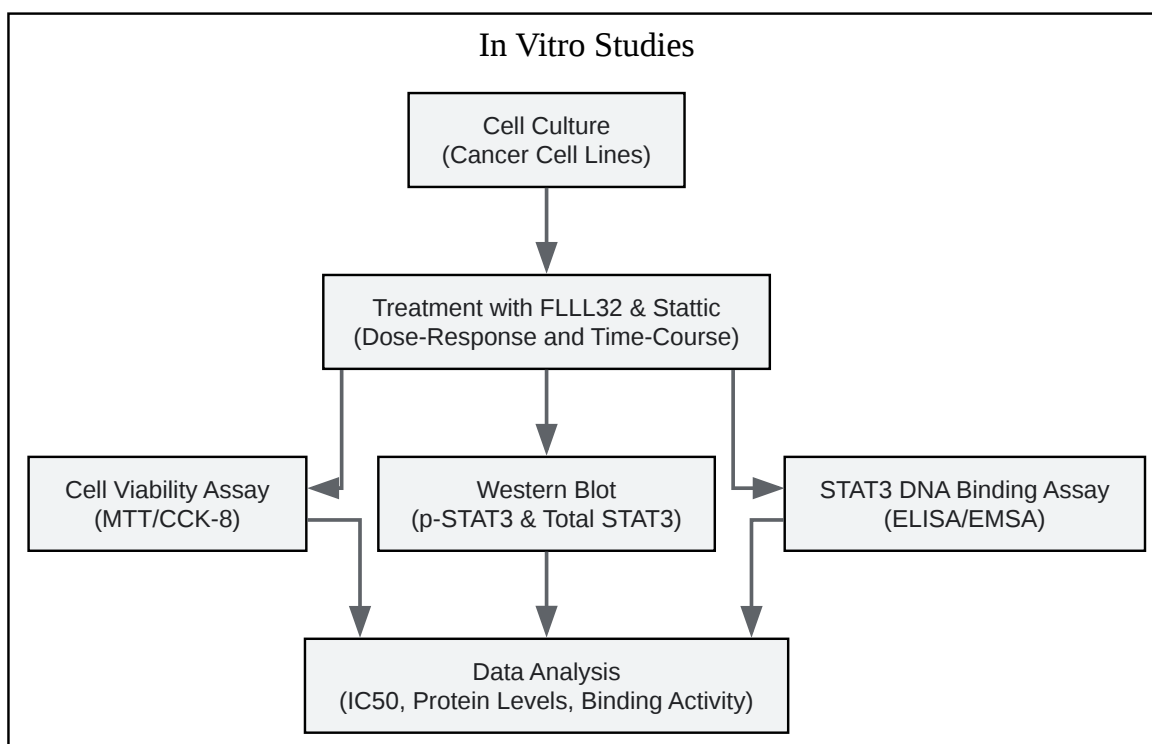 In Vitro Studies
Cell Culture
(Cancer Cell Lines)
Treatment with FLLL32 & Stattic
(Dose-Response and Time-Course)
Cell Viability Assay
(MTT/CCK-8)
Western Blot
(p-STAT3 & Total STAT3)
STAT3 DNA Binding Assay
(ELISA/EMSA)
Data Analysis
(IC50, Protein Levels, Binding Activity)